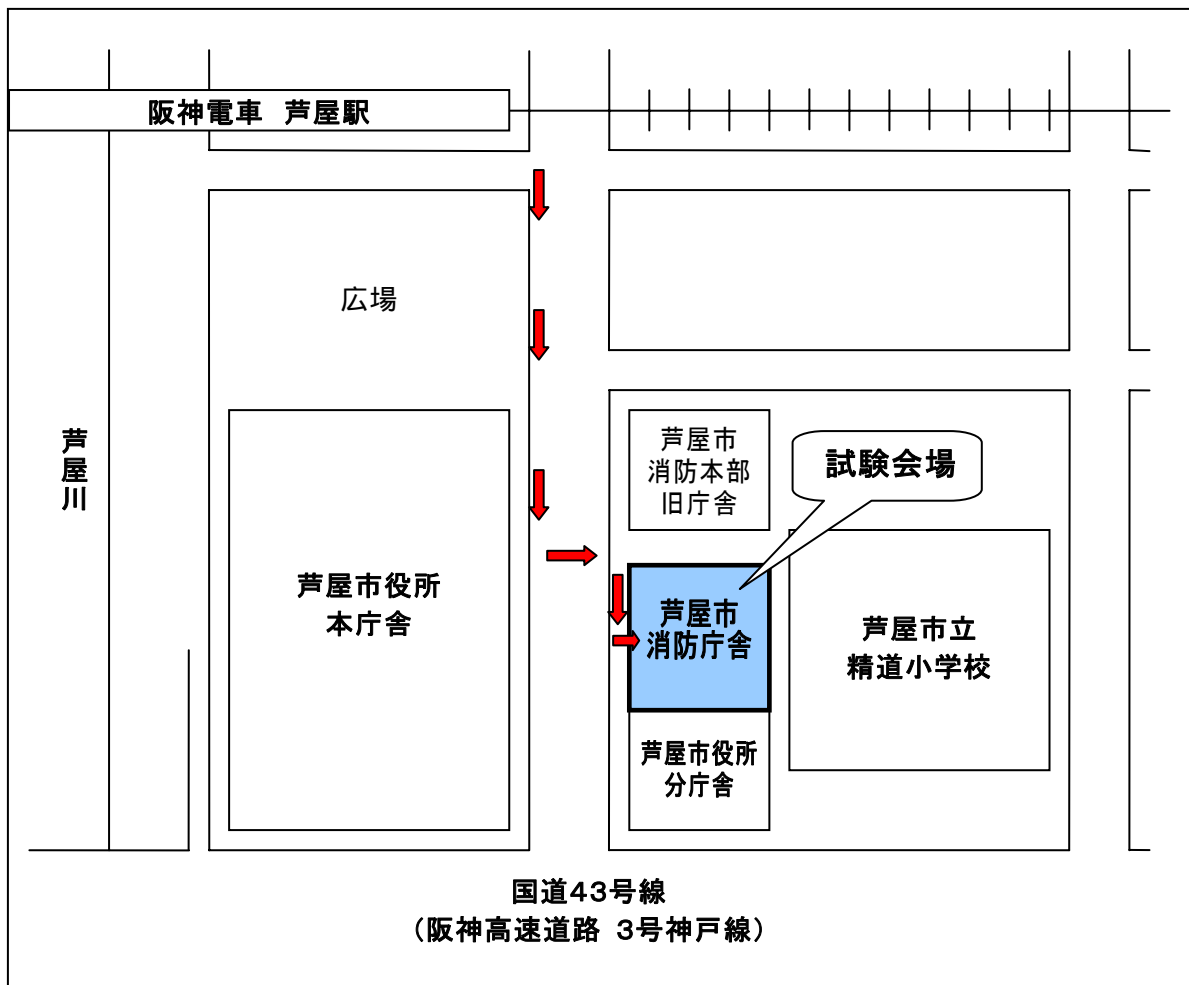 阪神電車 芦屋駅
広場
芦屋川
芦屋市
消防本部
旧庁舎
試験会場
芦屋市役所
本庁舎
芦屋市
消防庁舎
芦屋市立
精道小学校
芦屋市役所
分庁舎
国道43号線
（阪神高速道路 3号神戸線）